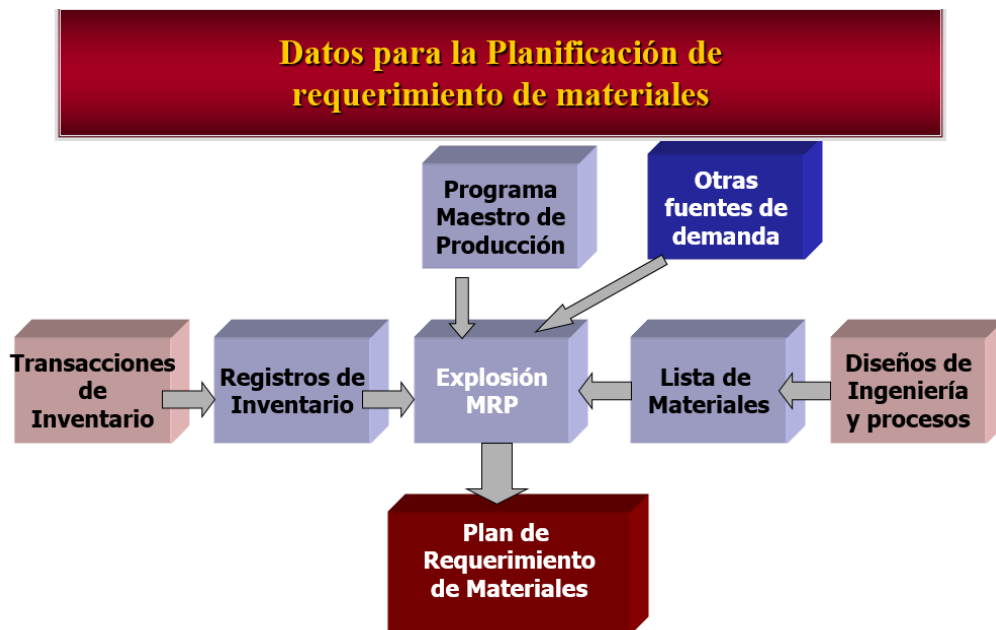 Datos para la Planificación de
requerimiento de materiales
Programa
Maestro de
Producción
Otras
fuentes de
demanda
Transacciones
de
Inventario
Registros de
Inventario
Explosión
MRP
Lista de
Materiales
Diseños de
Ingeniería
y procesos
Plan de
Requerimiento
de Materiales